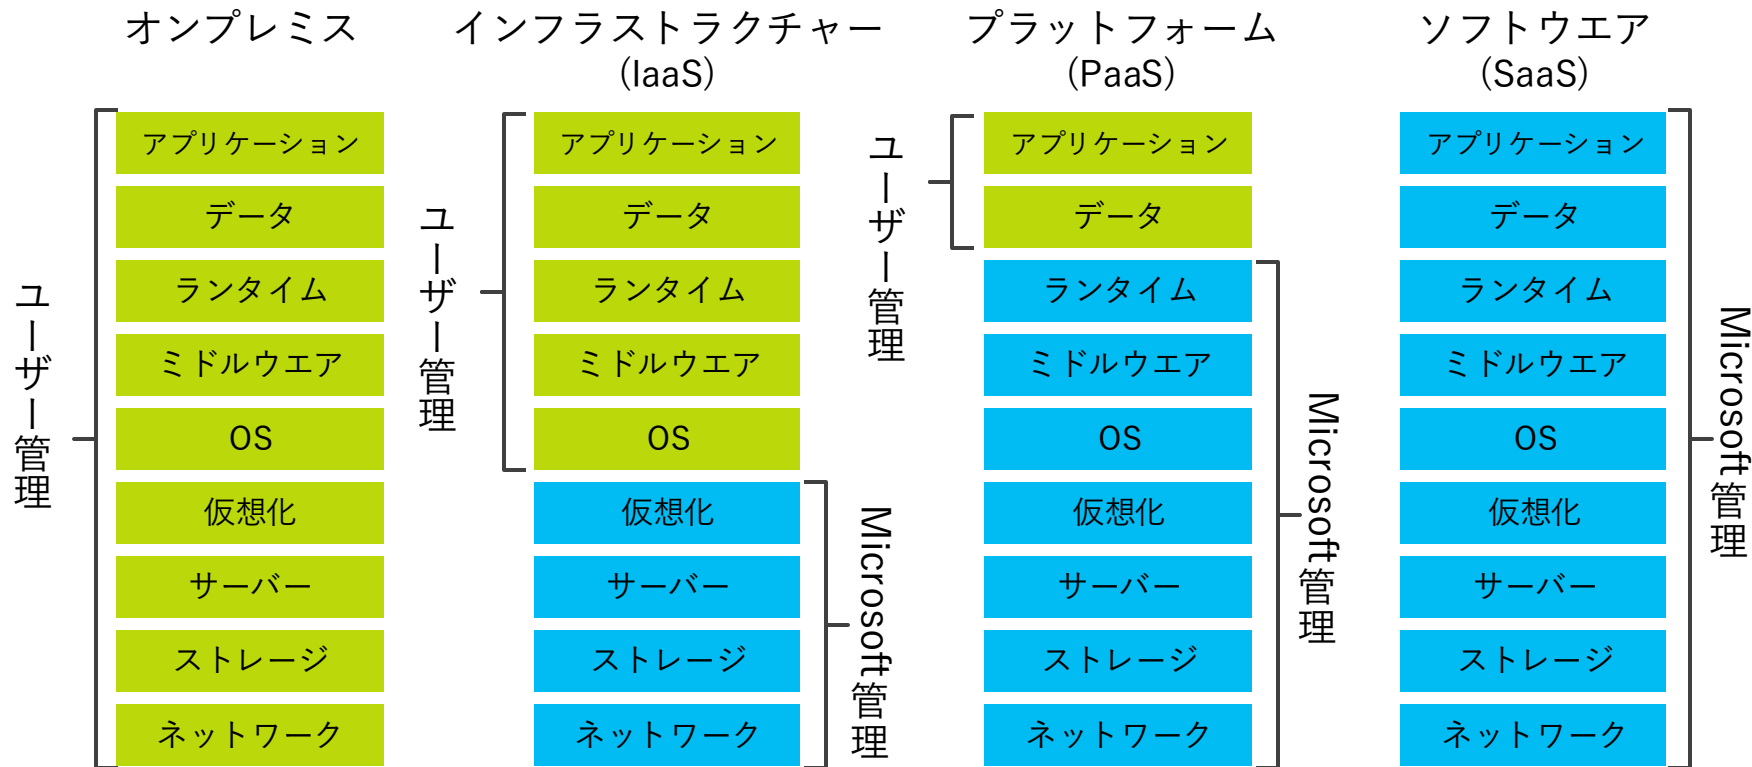 オンプレミス
ユーザー管理
アプリケーション
データ
ランタイム
ミドルウエア
OS
仮想化
サーバー
ストレージ
ネットワーク
インフラストラクチャー
(IaaS)
ユーザー管理
アプリケーション
データ
ランタイム
ミドルウエア
OS
仮想化
サーバー
ストレージ
ネットワーク
Microsoft管理
プラットフォーム
(PaaS)
ユーザー管理
アプリケーション
データ
ランタイム
ミドルウエア
OS
仮想化
サーバー
ストレージ
ネットワーク
Microsoft管理
ソフトウエア
(SaaS)
アプリケーション
データ
ランタイム
ミドルウエア
OS
仮想化
サーバー
ストレージ
ネットワーク
Microsoft管理